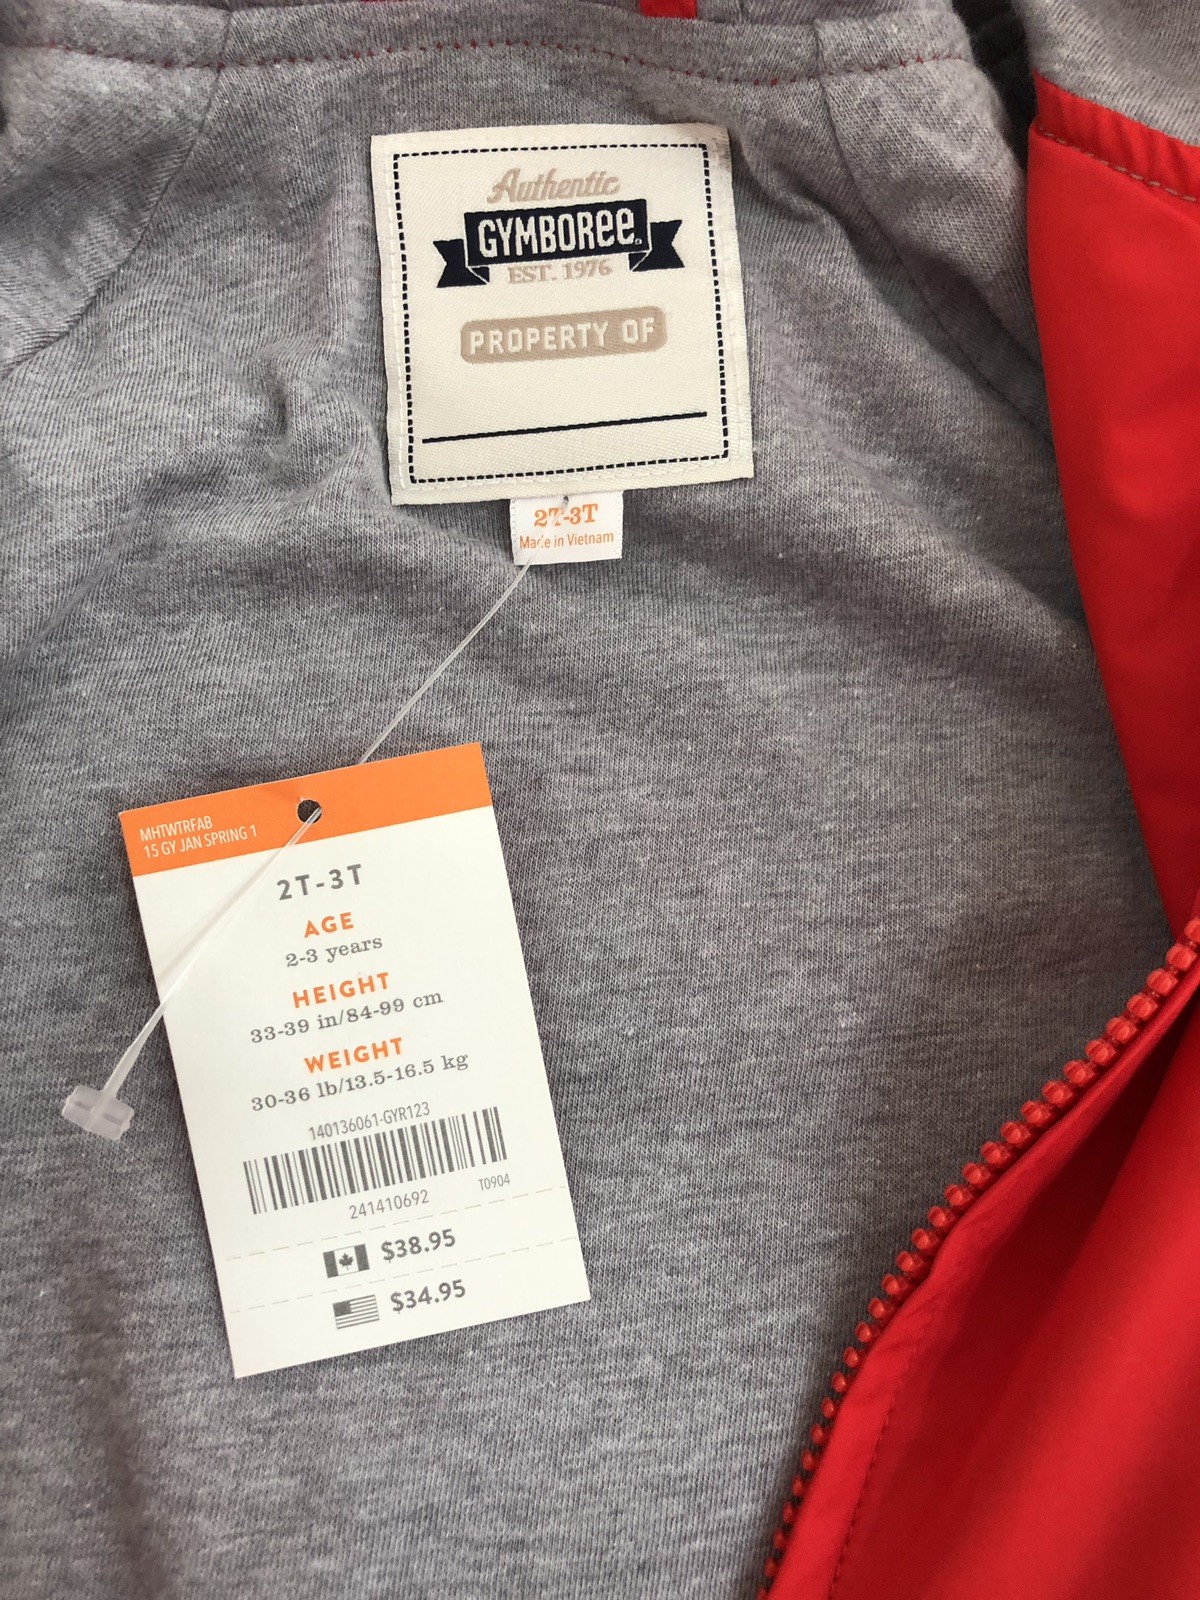 Authentic
GYMBOREE
EST. 1976
PROPERTY OF
2T-3T
Made in Vietnam
MHTWTRFAB
15 GY JAN SPRING 1
2T-3T
AGE
2-3 years
HEIGHT
33-39 in/84-99 cm
WEIGHT
30-36 lb/13.5-16.5 kg
140136061-GYR123
241410692 T0904
$38.95
$34.95